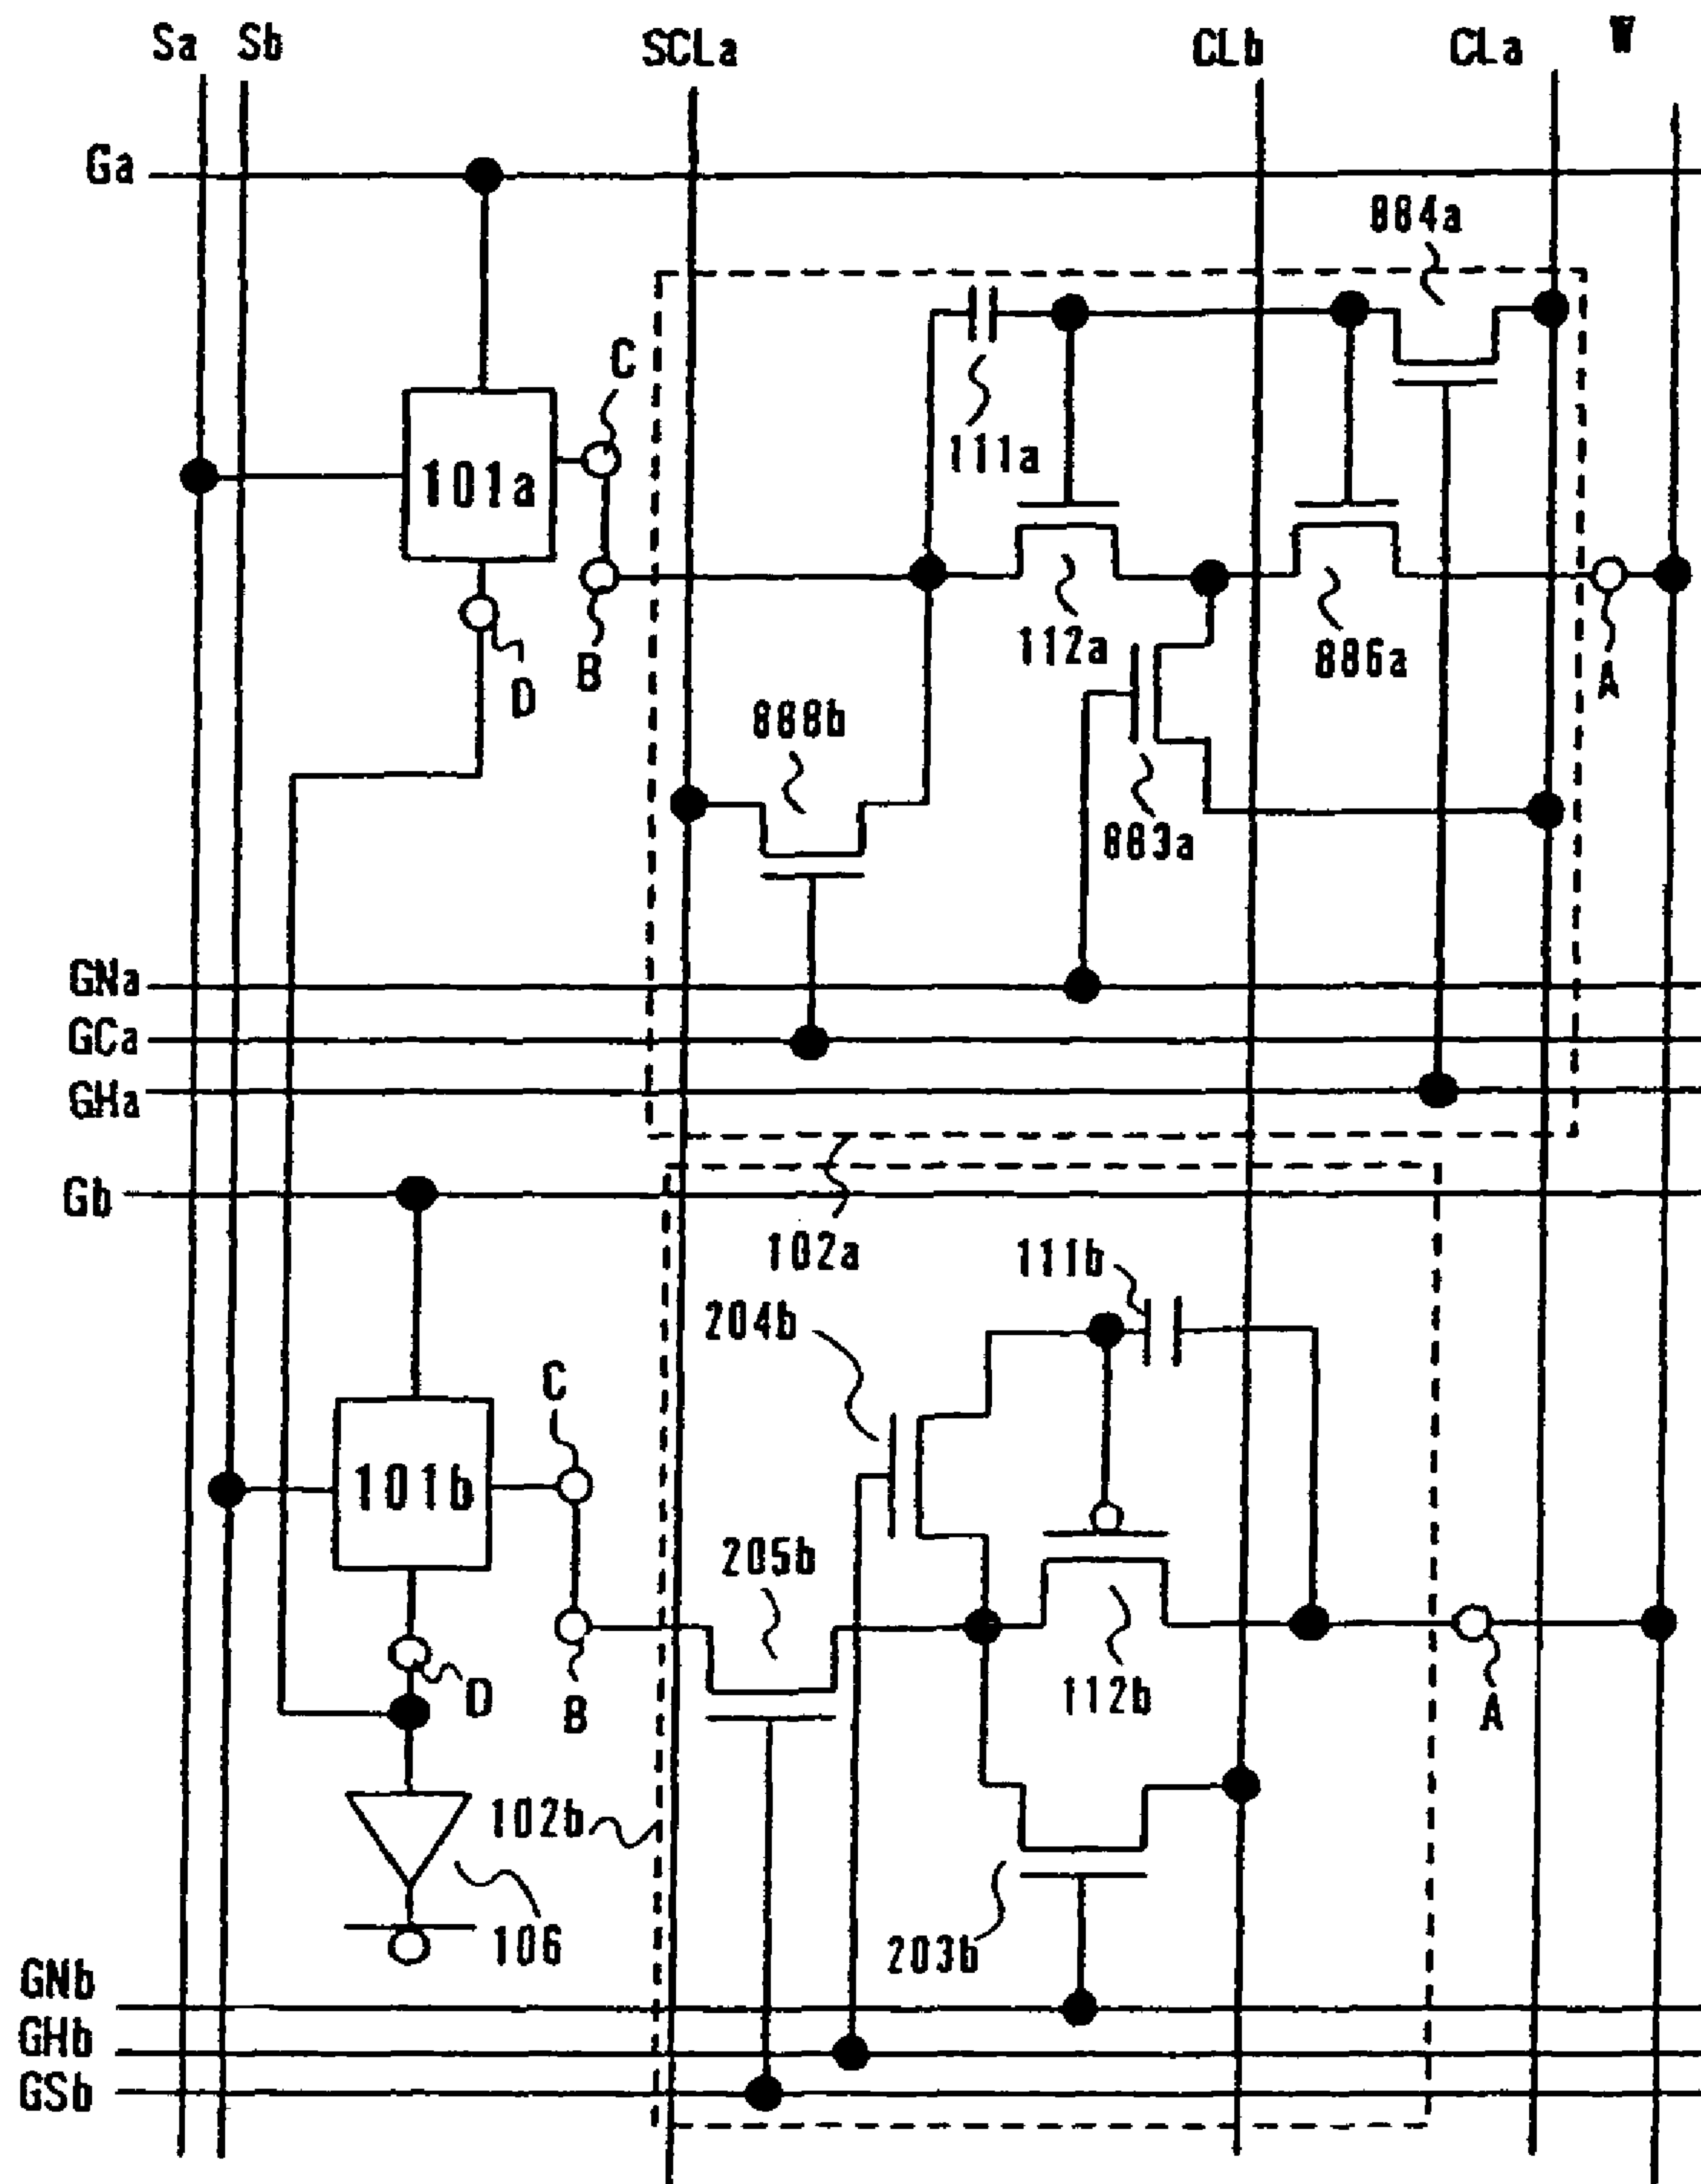 Sa Sb SCLa CLb CLa W
Ga
884a
C
111a
101a
112a
886a
A
B
D
888b
883a
GNa
GCa
GHa
Gb
102a
111b
204b
C
101b
205b
112b
A
D
B
102b
106
203b
GNb
GHb
GSb